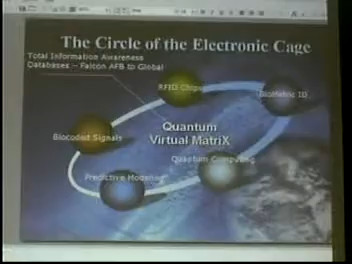 The Circle of the Electronic Cage
Total Information Awareness
Databases :- Falcon AFB to Global
RFID Chips
BioMetric ID
Biocoded Signals
Quantum
Virtual MatriX
Quantum Computing
Predictive Modeling